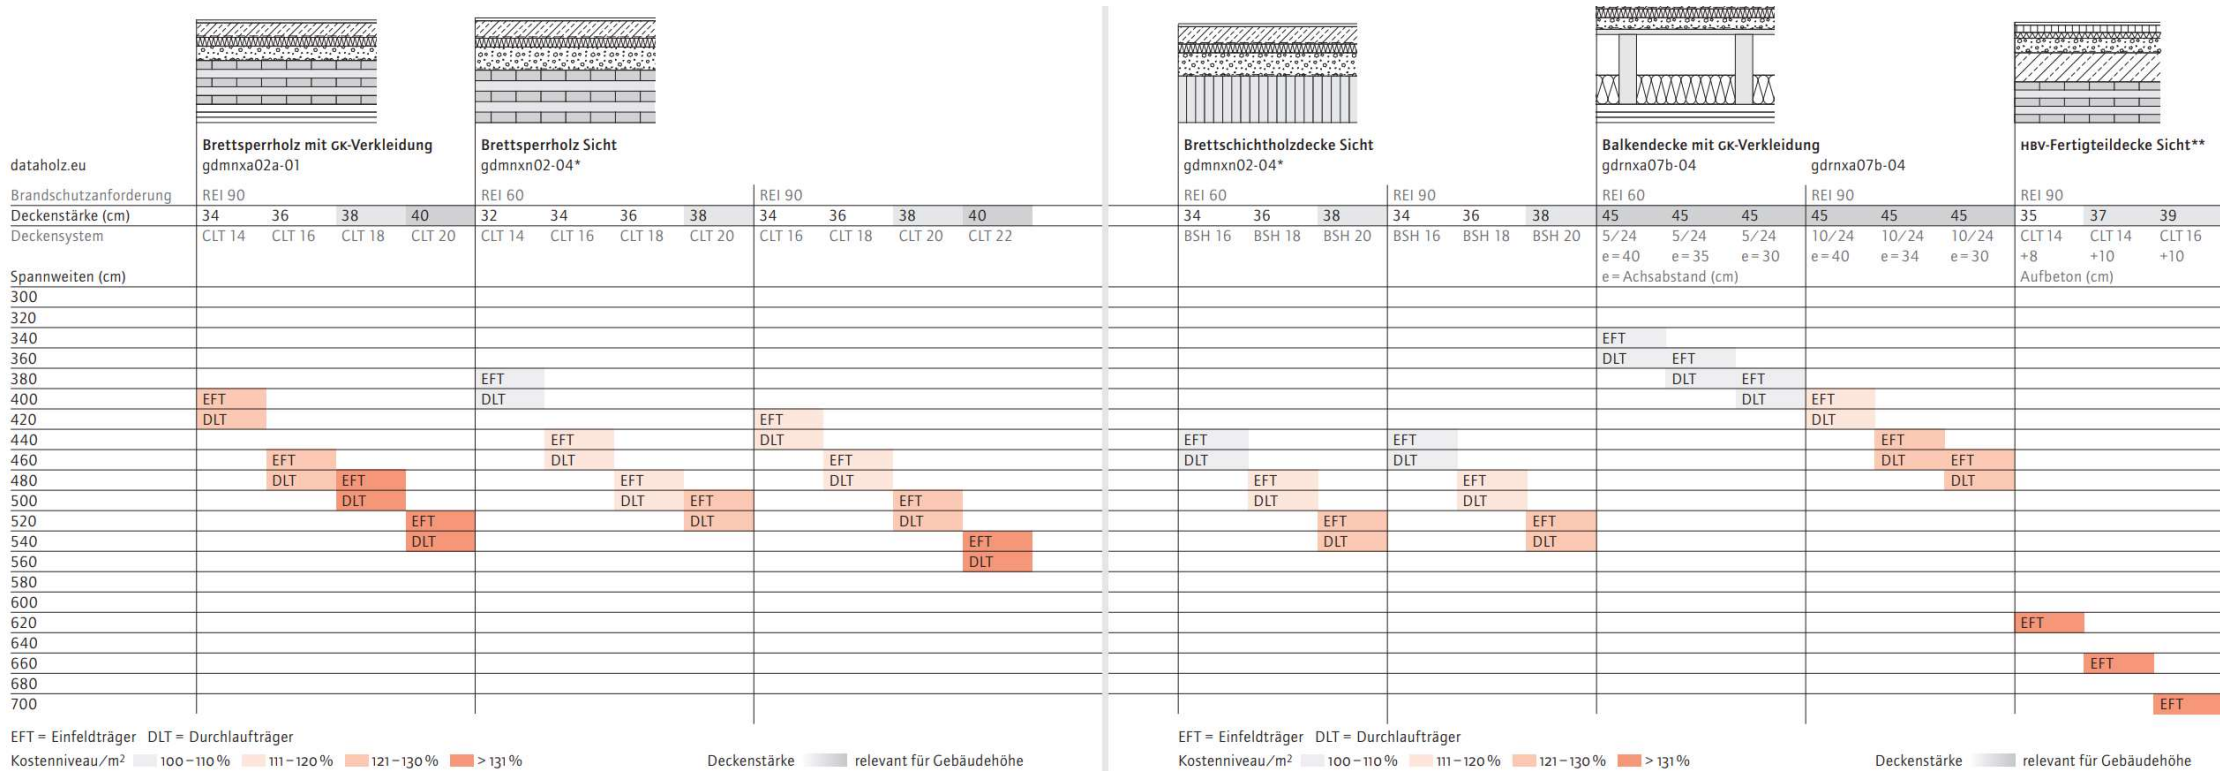 Brettsperrholz mit GK-Verkleidung Brettsperrholz Sicht Brettschichtholzdecke Sicht Balkendecke mit GK-Verkleidung HBV-Fertigteildecke Sicht**
dataholz.eu gdmnxa02a-01 gdmnxn02-04* gdmnxn02-04* gdrnxa07b-04 gdrnxa07b-04
Brandschutzanforderung REI 90 REI 60 REI 90 REI 60 REI 90 REI 60 REI 90 REI 90
Deckenstärke (cm) 34 36 38 40 32 34 36 38 34 36 38 40 34 36 38 34 36 38 45 45 45 45 45 45 35 37 39
Deckensystem CLT 14 CLT 16 CLT 18 CLT 20 CLT 14 CLT 16 CLT 18 CLT 20 CLT 16 CLT 18 CLT 20 CLT 22 BSH 16 BSH 18 BSH 20 BSH 16 BSH 18 BSH 20 5/24 5/24 5/24 10/24 10/24 10/24 CLT 14 CLT 14 CLT 16
e=40 e=35 e=30 e=40 e=34 e=30 +8 +10 +10
Spannweiten (cm) e=Achsabstand (cm) Aufbeton (cm)
300
320
340 EFT
360 DLT EFT
380 EFT DLT EFT
400 EFT DLT DLT EFT
420 DLT EFT DLT
440 EFT DLT EFT EFT EFT
460 EFT DLT EFT DLT DLT DLT EFT
480 DLT EFT EFT DLT EFT EFT DLT
500 DLT DLT EFT EFT DLT DLT
520 EFT DLT DLT EFT EFT
540 DLT EFT DLT DLT
560 DLT
580
600
620 EFT
640
660 EFT
680
700 EFT
EFT = Einfeldträger DLT = Durchlaufträger EFT = Einfeldträger DLT = Durchlaufträger
Kostenniveau/m² 100–110 % 111–120 % 121–130 % > 131 % Deckenstärke relevant für Gebäudehöhe Kostenniveau/m² 100–110 % 111–120 % 121–130 % > 131 % Deckenstärke relevant für Gebäudehöhe